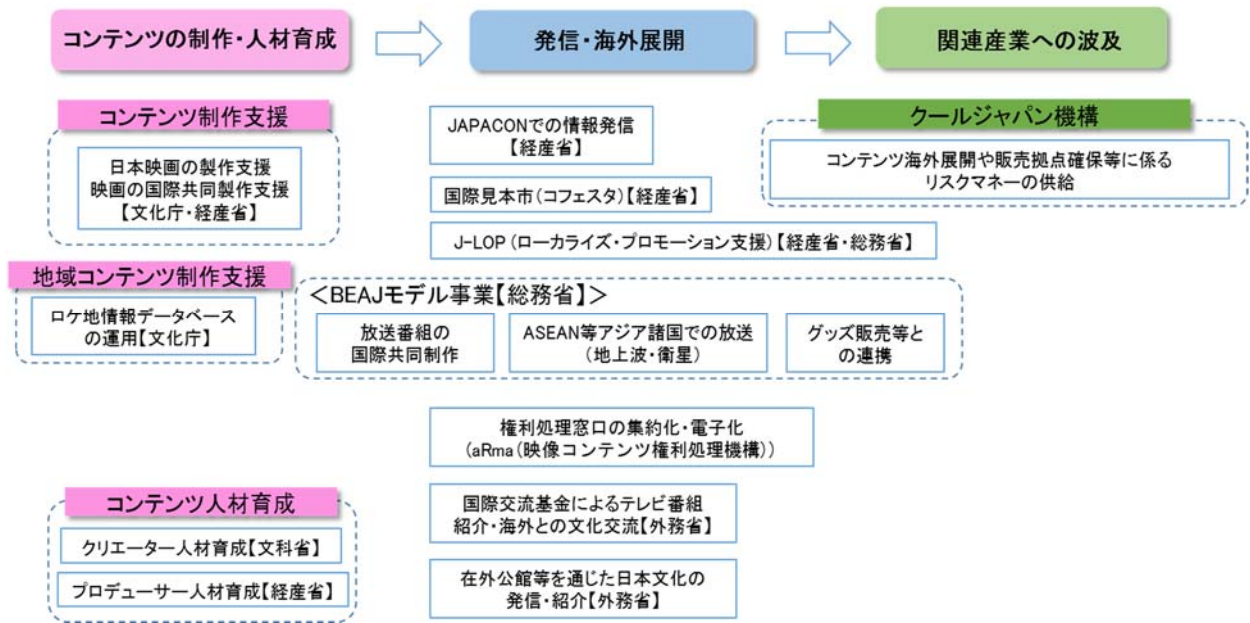 コンテンツの制作・人材育成
発信・海外展開
関連産業への波及
コンテンツ制作支援
日本映画の製作支援
映画の国際共同製作支援
【文化庁・経産省】
地域コンテンツ制作支援
ロケ地情報データベース
の運用【文化庁】
コンテンツ人材育成
クリエーター人材育成【文科省】
プロデューサー人材育成【経産省】
JAPACONでの情報発信
【経産省】
国際見本市(コフェスタ)【経産省】
J-LOP(ローカライズ・プロモーション支援)【経産省・総務省】
<BEAJモデル事業【総務省】>
放送番組の
国際共同制作
ASEAN等アジア諸国での放送
(地上波・衛星)
グッズ販売等と
の連携
権利処理窓口の集約化・電子化
(aRma(映像コンテンツ権利処理機構))
国際交流基金によるテレビ番組
紹介・海外との文化交流【外務省】
在外公館等を通じた日本文化の
発信・紹介【外務省】
クールジャパン機構
コンテンツ海外展開や販売拠点確保等に係る
リスクマネーの供給